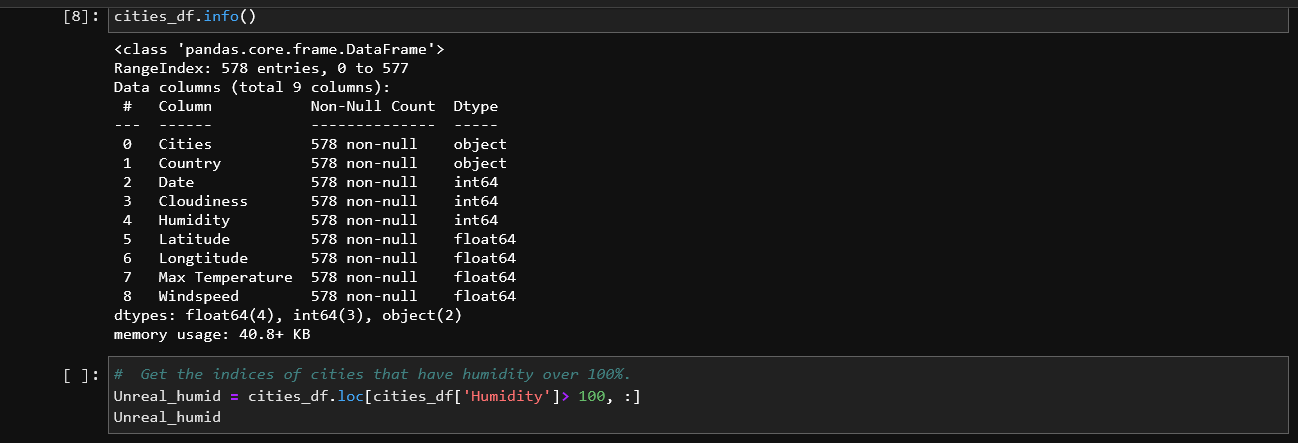 [8]: cities_df.info()
<class 'pandas.core.frame.DataFrame'>
RangeIndex: 578 entries, 0 to 577
Data columns (total 9 columns):
 #   Column           Non-Null Count  Dtype
---  ------           --------------  -----
 0   Cities           578 non-null    object
 1   Country          578 non-null    object
 2   Date             578 non-null    int64
 3   Cloudiness       578 non-null    int64
 4   Humidity         578 non-null    int64
 5   Latitude         578 non-null    float64
 6   Longtitude       578 non-null    float64
 7   Max Temperature  578 non-null    float64
 8   Windspeed        578 non-null    float64
dtypes: float64(4), int64(3), object(2)
memory usage: 40.8+ KB
[ ]: #  Get the indices of cities that have humidity over 100%.
Unreal_humid = cities_df.loc[cities_df['Humidity']> 100, :]
Unreal_humid